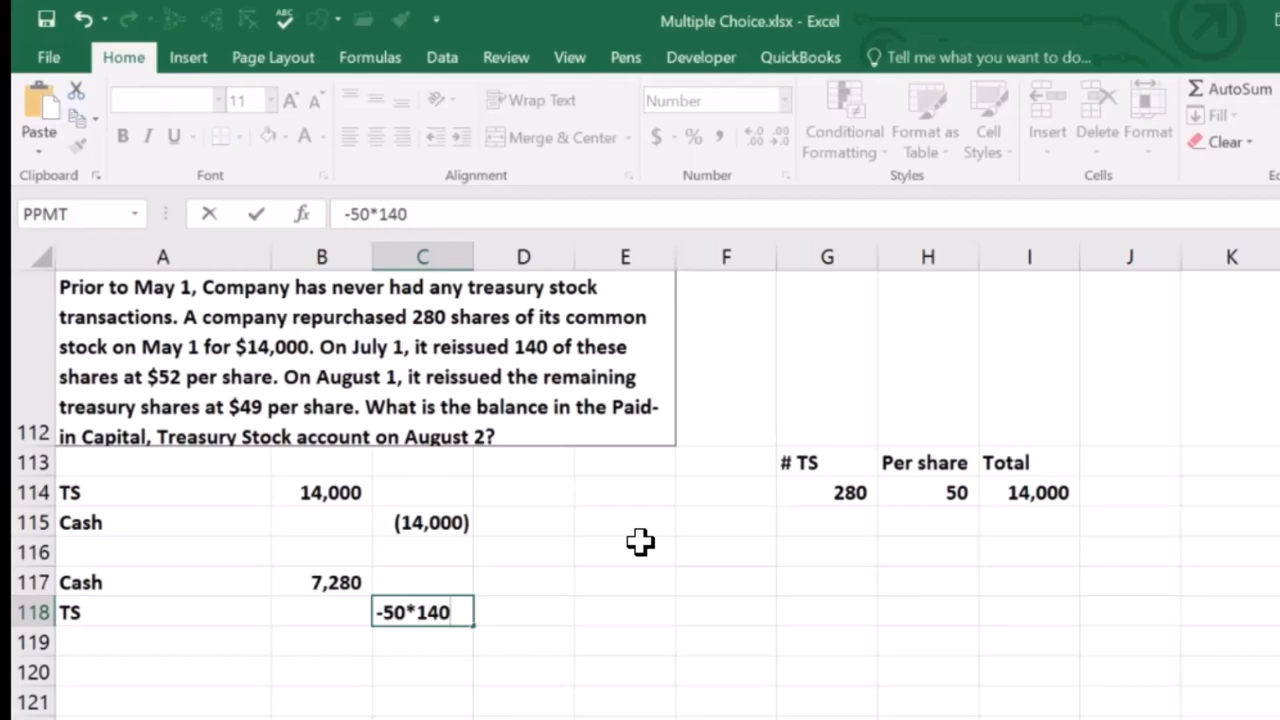 Multiple Choice.xlsx - Excel
File Home Insert Page Layout Formulas Data Review View Pens Developer QuickBooks Tell me what you want to do...
11 A A Wrap Text Number Σ AutoSum
Paste B I U A Merge & Center $ % , Conditional Formatting Format as Table Cell Styles Insert Delete Format Fill
Clear
Clipboard Font Alignment Number Styles Cells
PPMT fx -50*140
A B C D E F G H I J K
Prior to May 1, Company has never had any treasury stock
transactions. A company repurchased 280 shares of its common
stock on May 1 for $14,000. On July 1, it reissued 140 of these
shares at $52 per share. On August 1, it reissued the remaining
treasury shares at $49 per share. What is the balance in the Paid-
112 in Capital, Treasury Stock account on August 2?
113 # TS Per share Total
114 TS 14,000 280 50 14,000
115 Cash (14,000)
116
117 Cash 7,280
118 TS -50*140
119
120
121